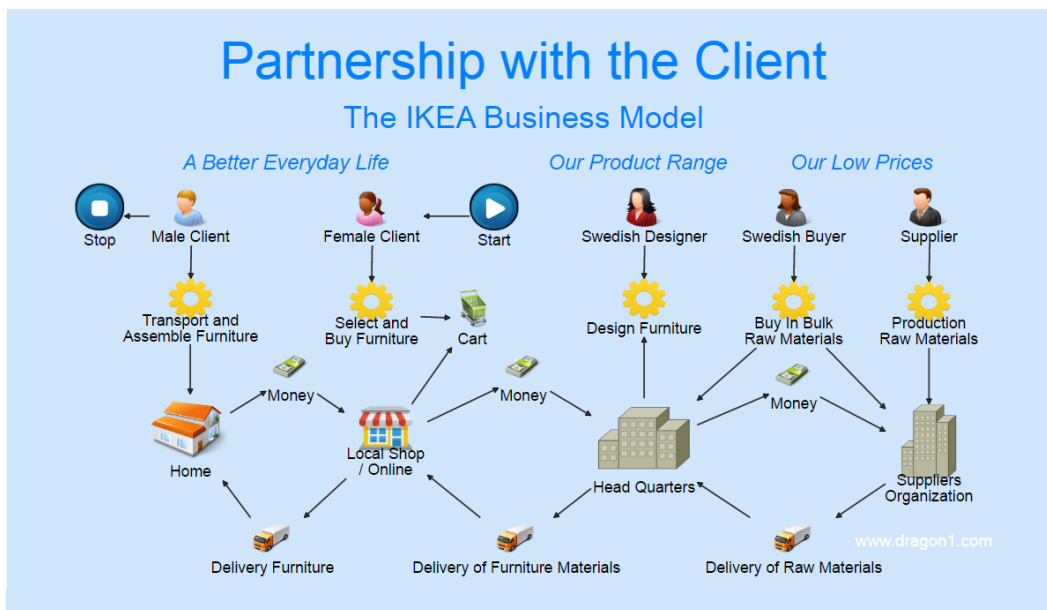 Partnership with the Client
The IKEA Business Model
A Better Everyday Life
Our Product Range
Our Low Prices
Stop
Male Client
Female Client
Start
Swedish Designer
Swedish Buyer
Supplier
Transport and
Assemble Furniture
Select and
Buy Furniture
Cart
Design Furniture
Buy In Bulk
Raw Materials
Production
Raw Materials
Money
Money
Money
Home
Local Shop
/ Online
Head Quarters
Suppliers
Organization
www.dragon1.com
Delivery Furniture
Delivery of Furniture Materials
Delivery of Raw Materials